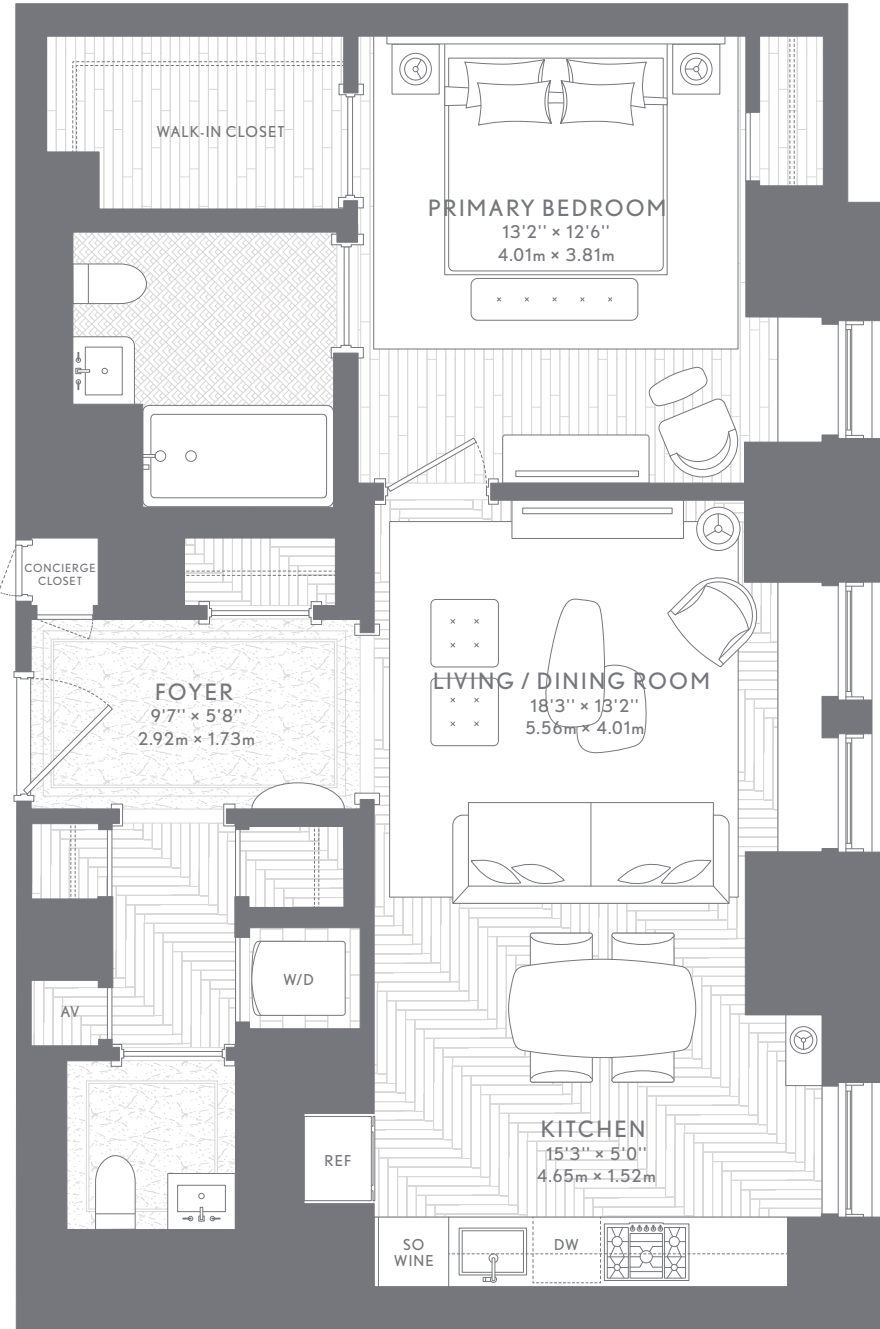 WALK-IN CLOSET
PRIMARY BEDROOM
13'2'' × 12'6''
4.01m × 3.81m
CONCIERGE
CLOSET
FOYER
9'7'' × 5'8''
2.92m × 1.73m
LIVING / DINING ROOM
18'3'' × 13'2''
5.56m × 4.01m
W/D
AV
KITCHEN
15'3'' × 5'0''
4.65m × 1.52m
REF
SO
WINE
DW